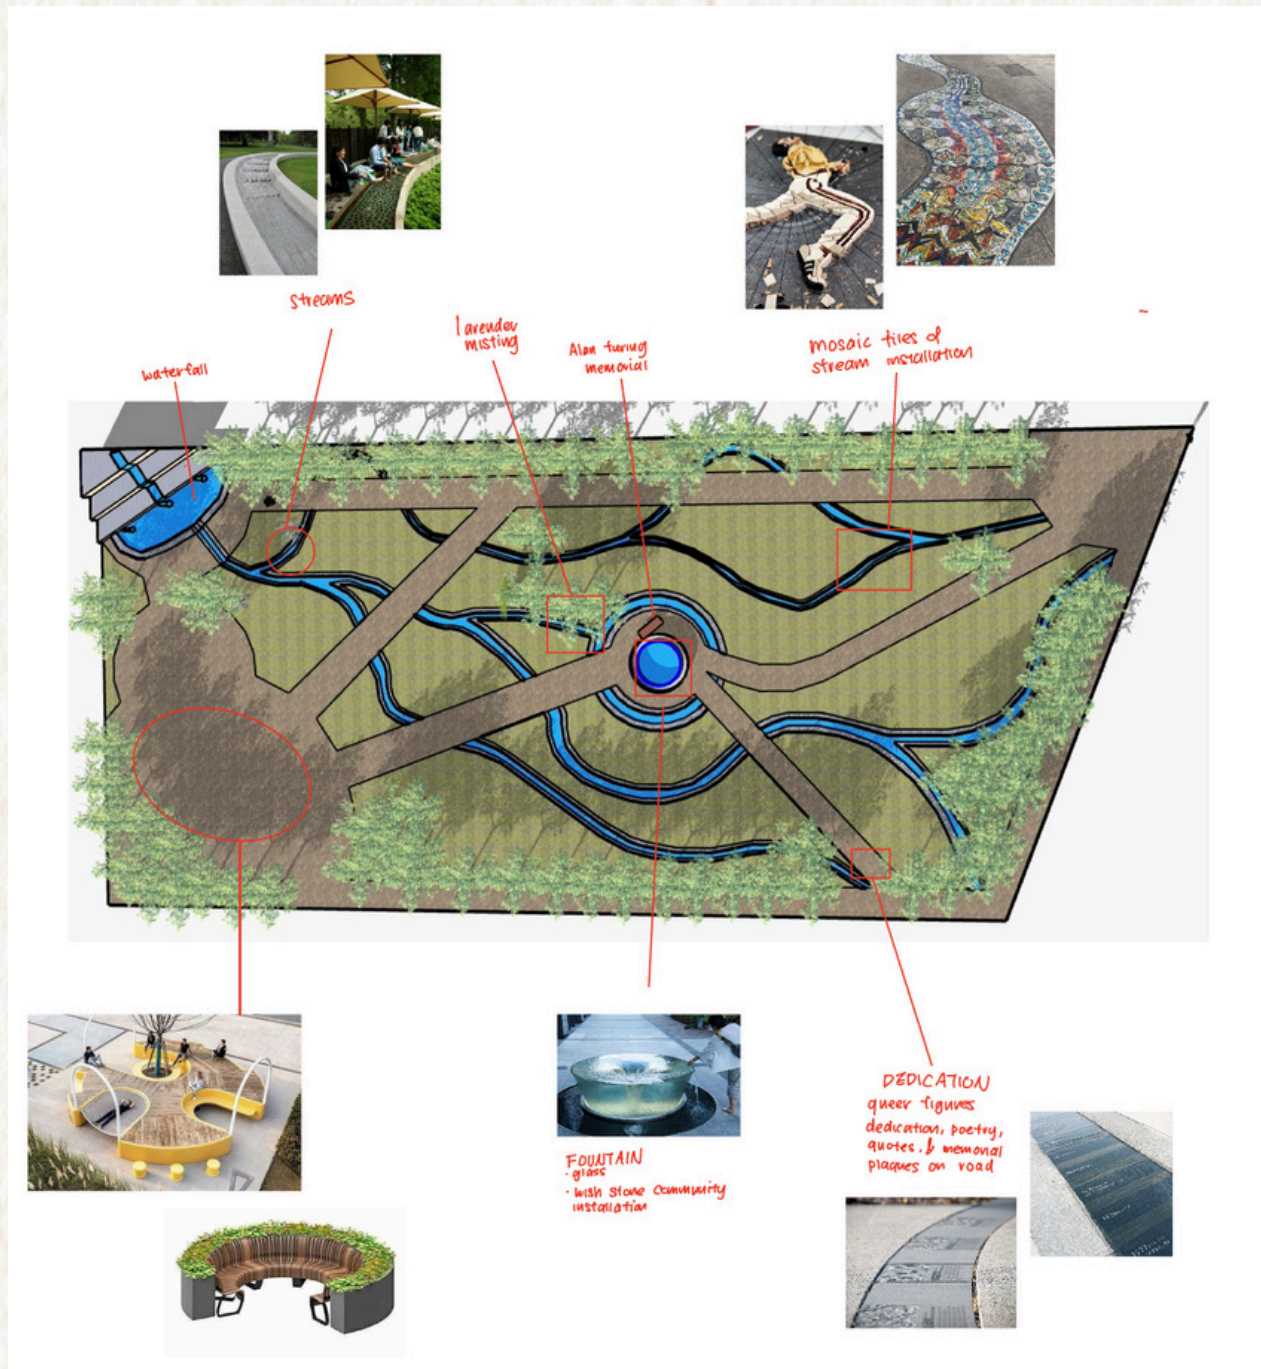 streams
waterfall
lavender
misting
Alan turing
memorial
mosaic tiles of
stream installation
FOUNTAIN
· glass
· wish stone community
installation
DEDICATION
queer figures
dedication, poetry,
quotes, & memorial
plaques on road